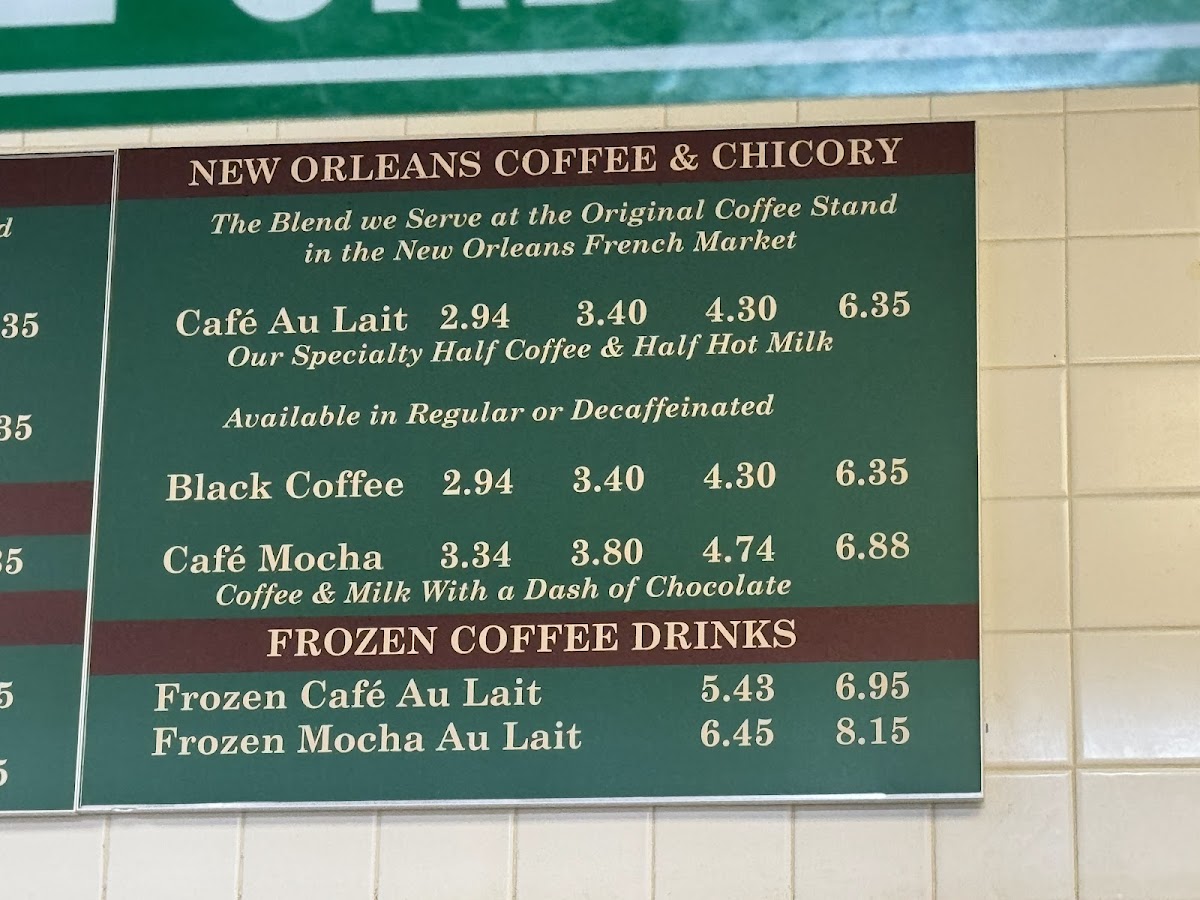 NEW ORLEANS COFFEE & CHICORY
The Blend we Serve at the Original Coffee Stand
in the New Orleans French Market
Café Au Lait 2.94 3.40 4.30 6.35
Our Specialty Half Coffee & Half Hot Milk
Available in Regular or Decaffeinated
Black Coffee 2.94 3.40 4.30 6.35
Café Mocha 3.34 3.80 4.74 6.88
Coffee & Milk With a Dash of Chocolate
FROZEN COFFEE DRINKS
Frozen Café Au Lait 5.43 6.95
Frozen Mocha Au Lait 6.45 8.15